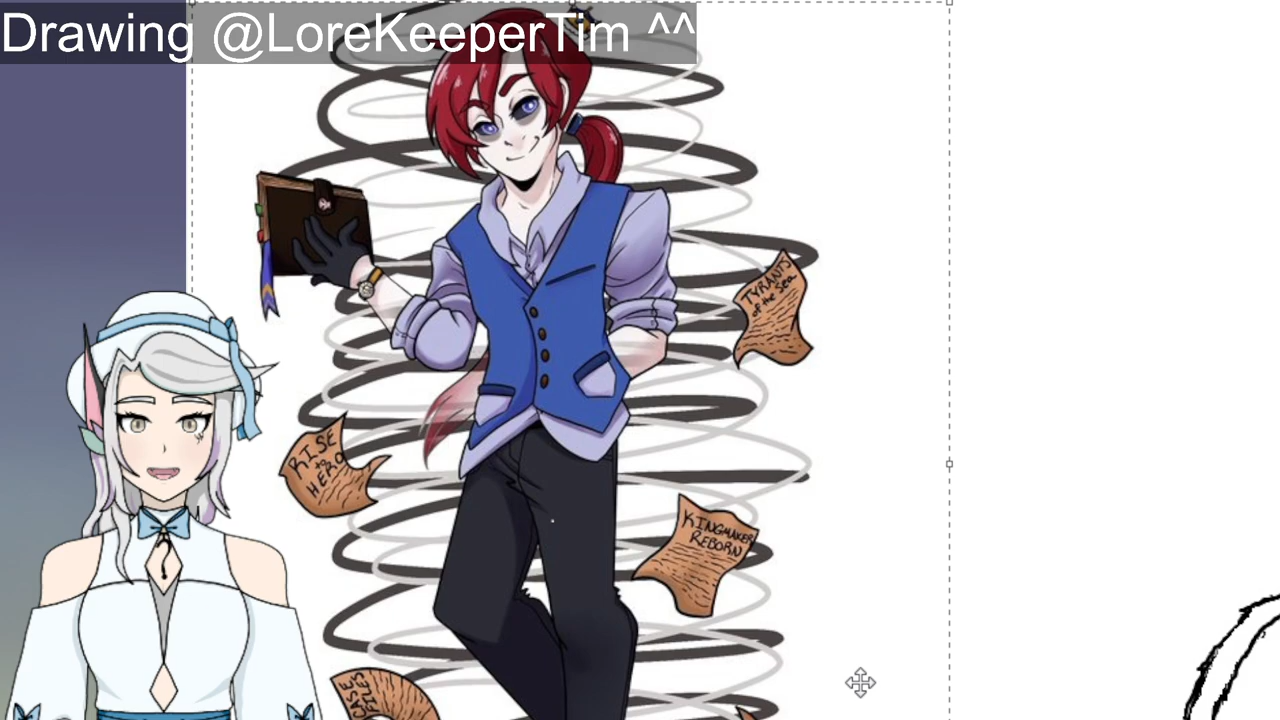 Drawing @LoreKeeperTim ^^
TYRANTS
of the Sea
RISE
to
HERO
KINGMAKER
REBORN
CASE
FILES